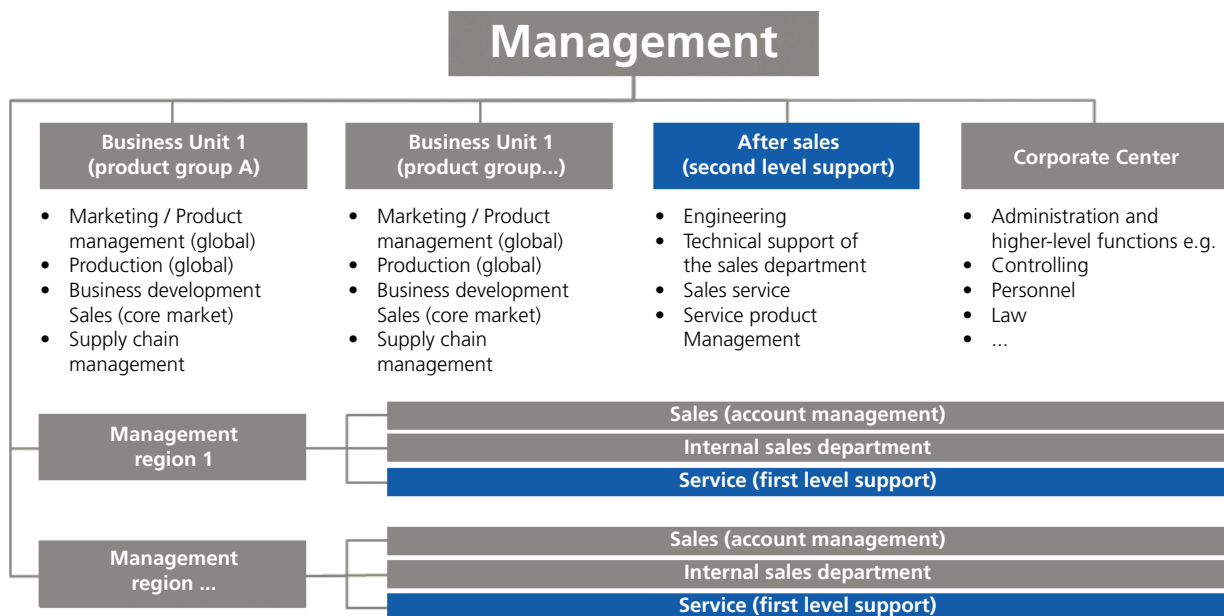 Management
Business Unit 1
(product group A)
Business Unit 1
(product group...)
After sales
(second level support)
Corporate Center
• Marketing / Product
management (global)
• Production (global)
• Business development
Sales (core market)
• Supply chain
management
• Marketing / Product
management (global)
• Production (global)
• Business development
Sales (core market)
• Supply chain
management
• Engineering
• Technical support of
the sales department
• Sales service
• Service product
Management
• Administration and
higher-level functions e.g.
• Controlling
• Personnel
• Law
• ...
Management
region 1
Sales (account management)
Internal sales department
Service (first level support)
Management
region ...
Sales (account management)
Internal sales department
Service (first level support)